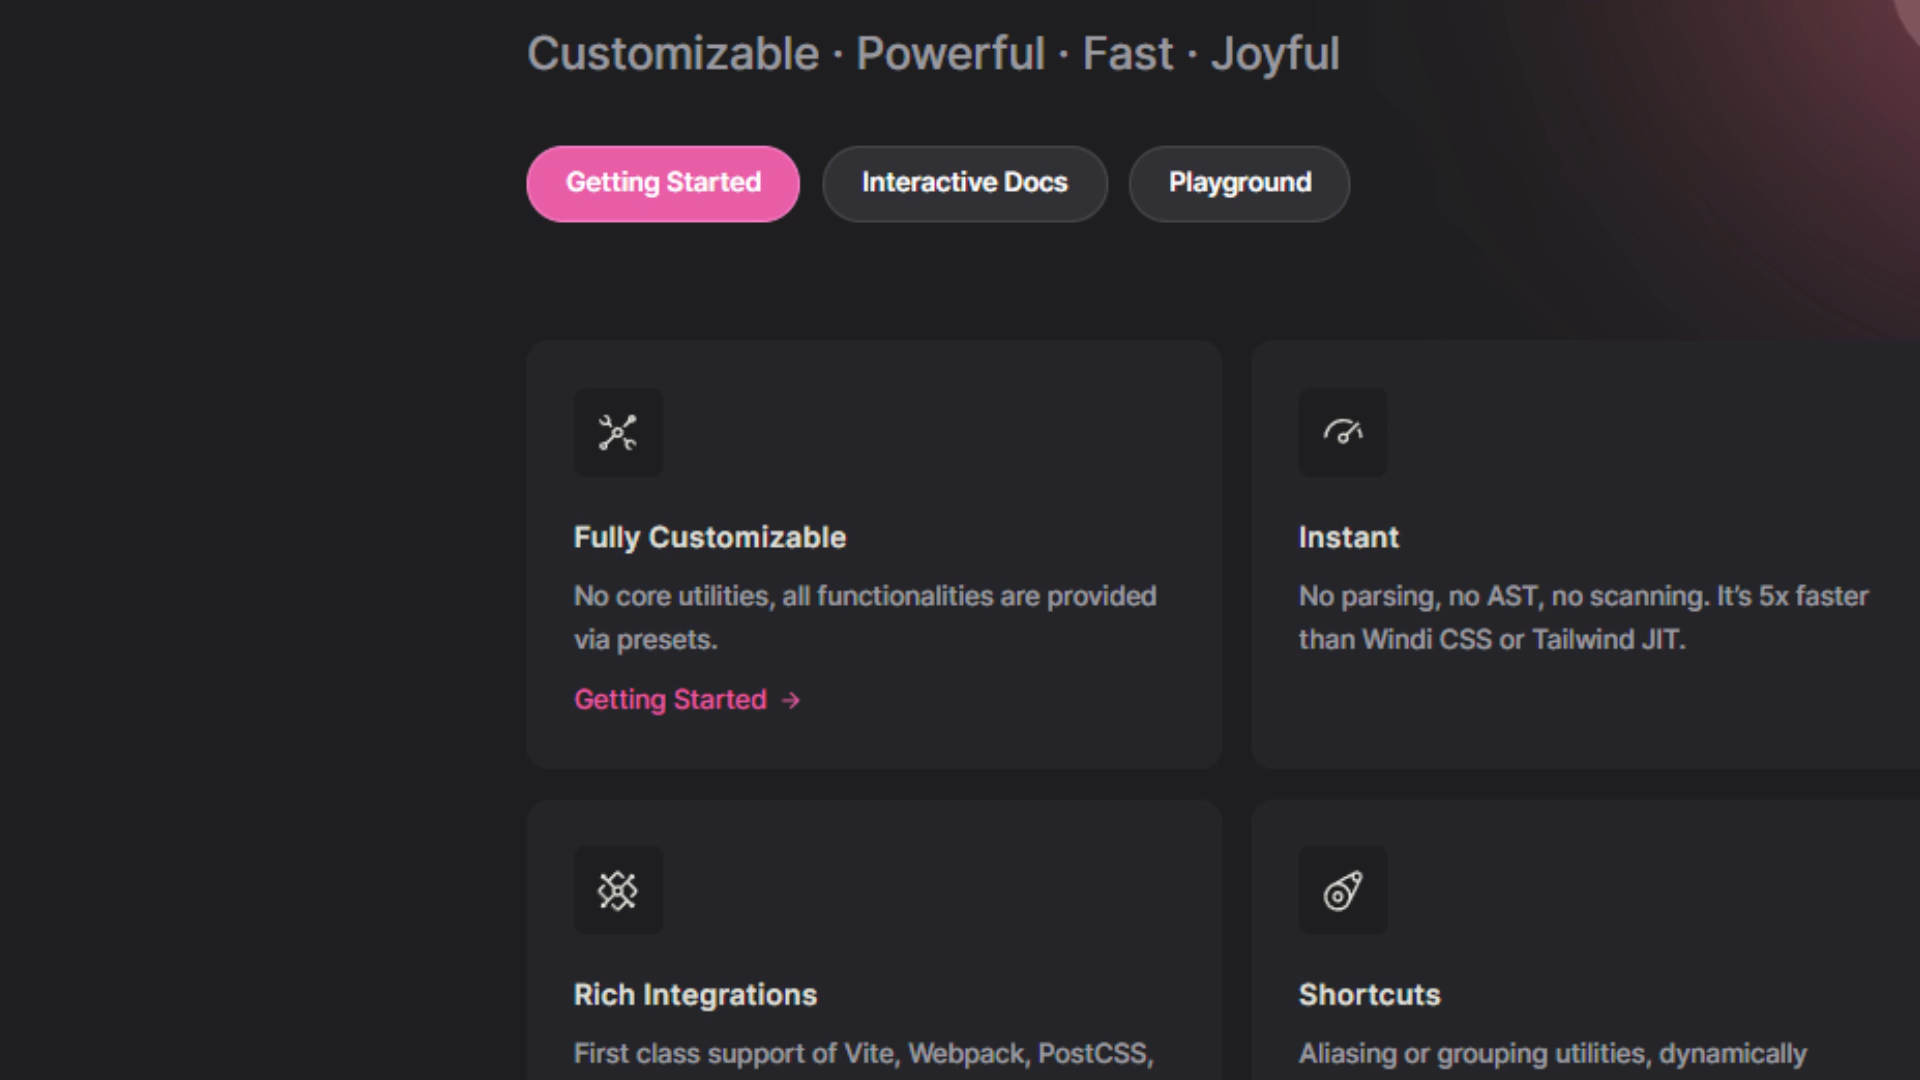 Customizable · Powerful · Fast · Joyful
Getting Started
Interactive Docs
Playground
Fully Customizable
No core utilities, all functionalities are provided
via presets.
Getting Started →
Instant
No parsing, no AST, no scanning. It’s 5x faster
than Windi CSS or Tailwind JIT.
Rich Integrations
First class support of Vite, Webpack, PostCSS,
Shortcuts
Aliasing or grouping utilities, dynamically